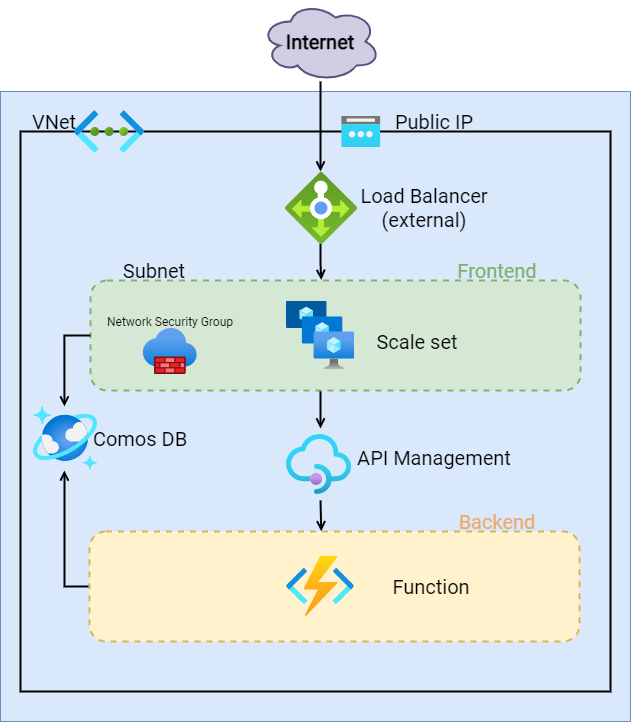 Internet
VNet
Public IP
Load Balancer
(external)
Subnet
Frontend
Network Security Group
Scale set
Comos DB
API Management
Backend
Function